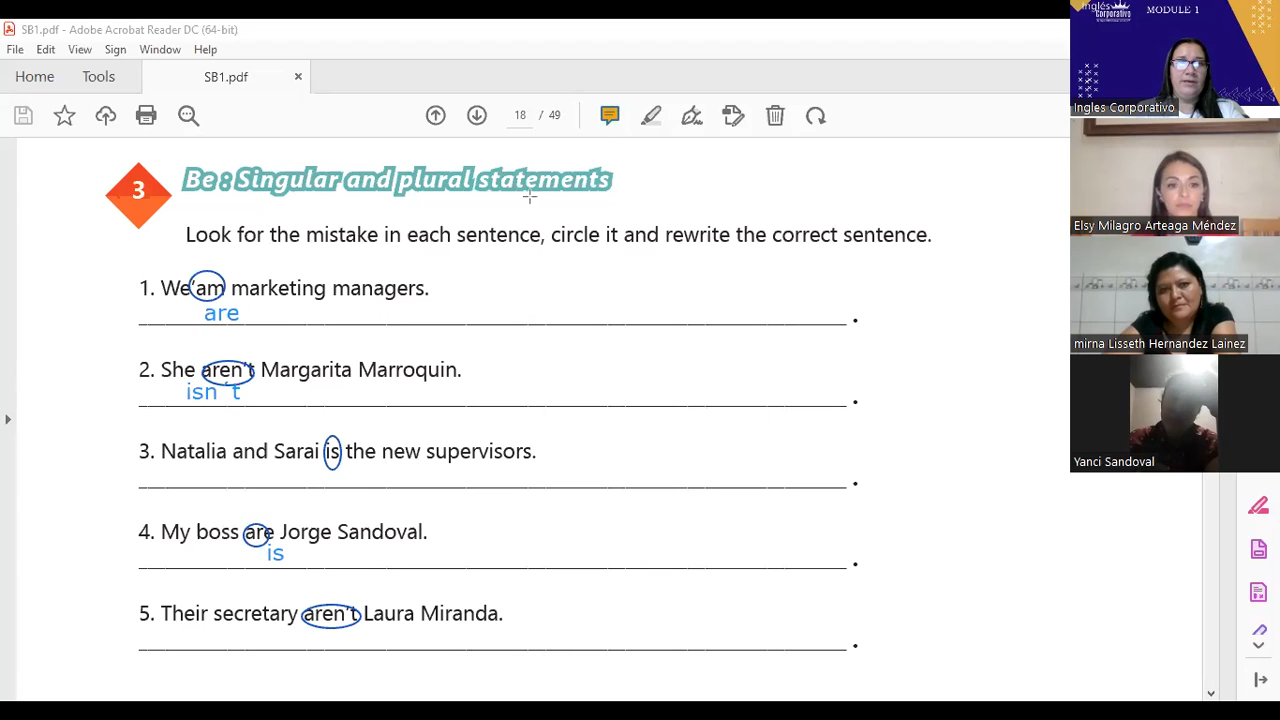 SB1.pdf - Adobe Acrobat Reader DC (64-bit)
File Edit View Sign Window Help
Home Tools SB1.pdf ×
18 / 49
3
Be : Singular and plural statements
Look for the mistake in each sentence, circle it and rewrite the correct sentence.
1. We'am marketing managers.
are
2. She aren't Margarita Marroquin.
isn´t
3. Natalia and Sarai is the new supervisors.
4. My boss are Jorge Sandoval.
is
5. Their secretary aren't Laura Miranda.
Inglés
Corporativo
MODULE 1
Ingles Corporativo
Elsy Milagro Arteaga Méndez
mirna Lisseth Hernandez Lainez
Yanci Sandoval